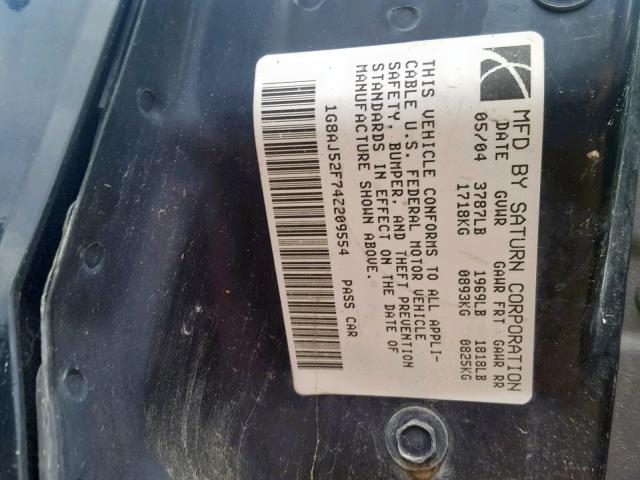 MFD BY SATURN CORPORATION
DATE GVWR GAWR FRT GAWR RR
05/04 3787LB 1969LB 1818LB
1718KG 0893KG 0825KG
THIS VEHICLE CONFORMS TO ALL APPLI-
CABLE U.S. FEDERAL MOTOR VEHICLE
SAFETY, BUMPER, AND THEFT PREVENTION
STANDARDS IN EFFECT ON THE DATE OF
MANUFACTURE SHOWN ABOVE.
1G8AJ52F74Z209554 PASS CAR